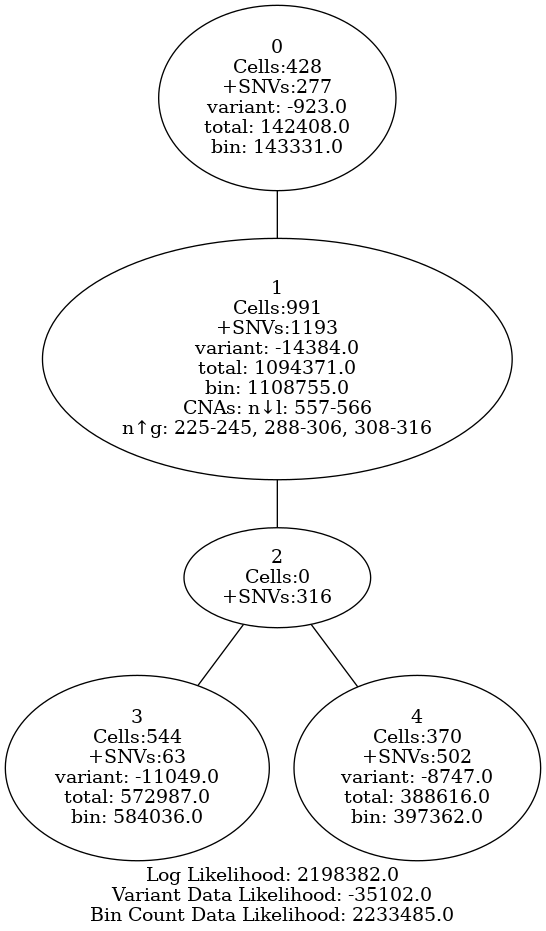 0
Cells:428
+SNVs:277
variant: -923.0
total: 142408.0
bin: 143331.0
1
Cells:991
+SNVs:1193
variant: -14384.0
total: 1094371.0
bin: 1108755.0
CNAs: n↓l: 557-566
n↑g: 225-245, 288-306, 308-316
2
Cells:0
+SNVs:316
3
Cells:544
+SNVs:63
variant: -11049.0
total: 572987.0
bin: 584036.0
4
Cells:370
+SNVs:502
variant: -8747.0
total: 388616.0
bin: 397362.0
Log Likelihood: 2198382.0
Variant Data Likelihood: -35102.0
Bin Count Data Likelihood: 2233485.0